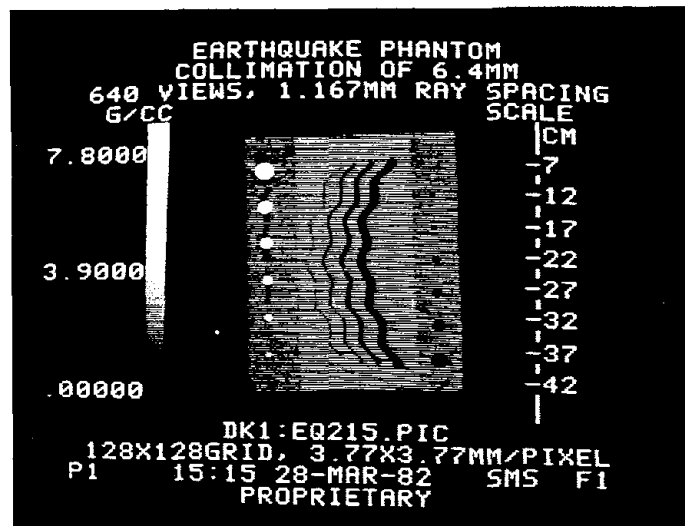 EARTHQUAKE PHANTOM
COLLIMATION OF 6.4MM
640 VIEWS, 1.167MM RAY SPACING
G/CC SCALE
CM
7.8000
3.9000
.00000
-7
-12
-17
-22
-27
-32
-37
-42
DK1:EQ215.PIC
128X128GRID, 3.77X3.77MM/PIXEL
P1 15:15 28-MAR-82 SMS F1
PROPRIETARY